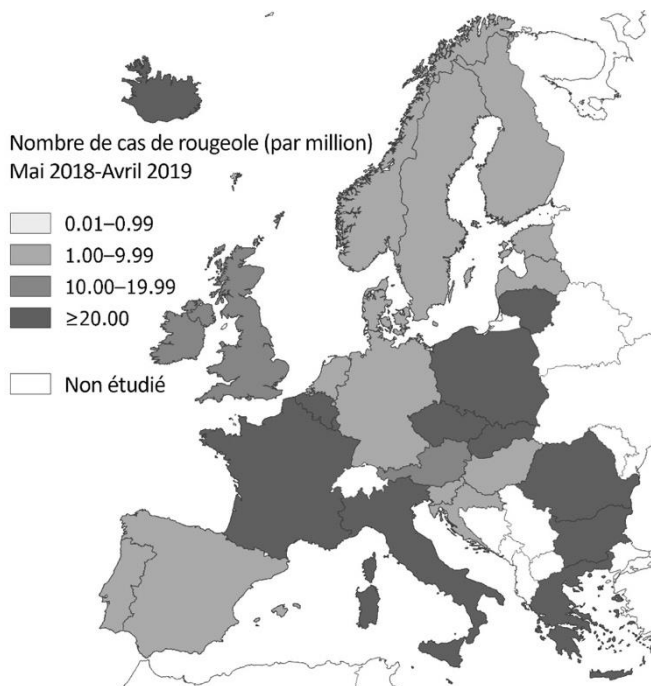 Nombre de cas de rougeole (par million)
Mai 2018-Avril 2019
0.01–0.99
1.00–9.99
10.00–19.99
≥20.00
Non étudié